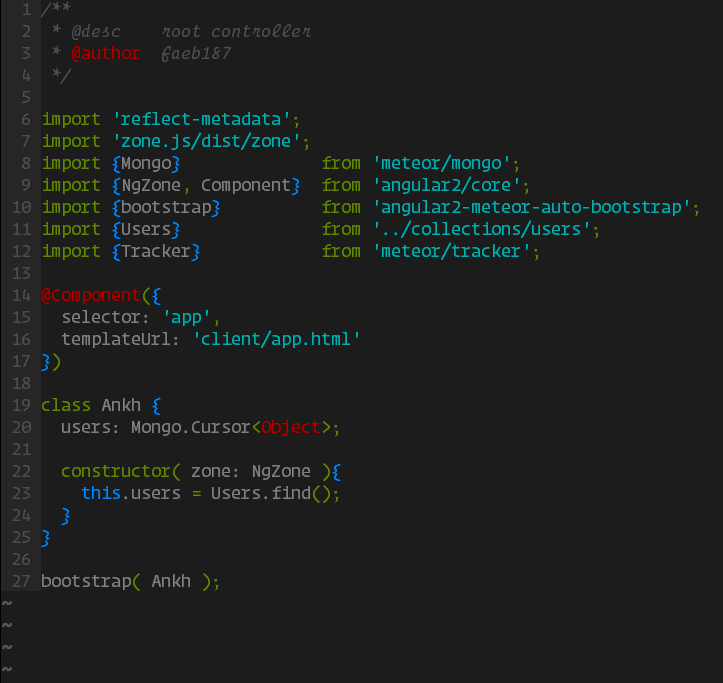 1 /**
2  * @desc    root controller
3  * @author  faeb187
4  */
5
6 import 'reflect-metadata';
7 import 'zone.js/dist/zone';
8 import {Mongo}              from 'meteor/mongo';
9 import {NgZone, Component}  from 'angular2/core';
10 import {bootstrap}          from 'angular2-meteor-auto-bootstrap';
11 import {Users}              from '../collections/users';
12 import {Tracker}            from 'meteor/tracker';
13
14 @Component({
15   selector: 'app',
16   templateUrl: 'client/app.html'
17 })
18
19 class Ankh {
20   users: Mongo.Cursor<Object>;
21
22   constructor( zone: NgZone ){
23     this.users = Users.find();
24   }
25 }
26
27 bootstrap( Ankh );
~
~
~
~